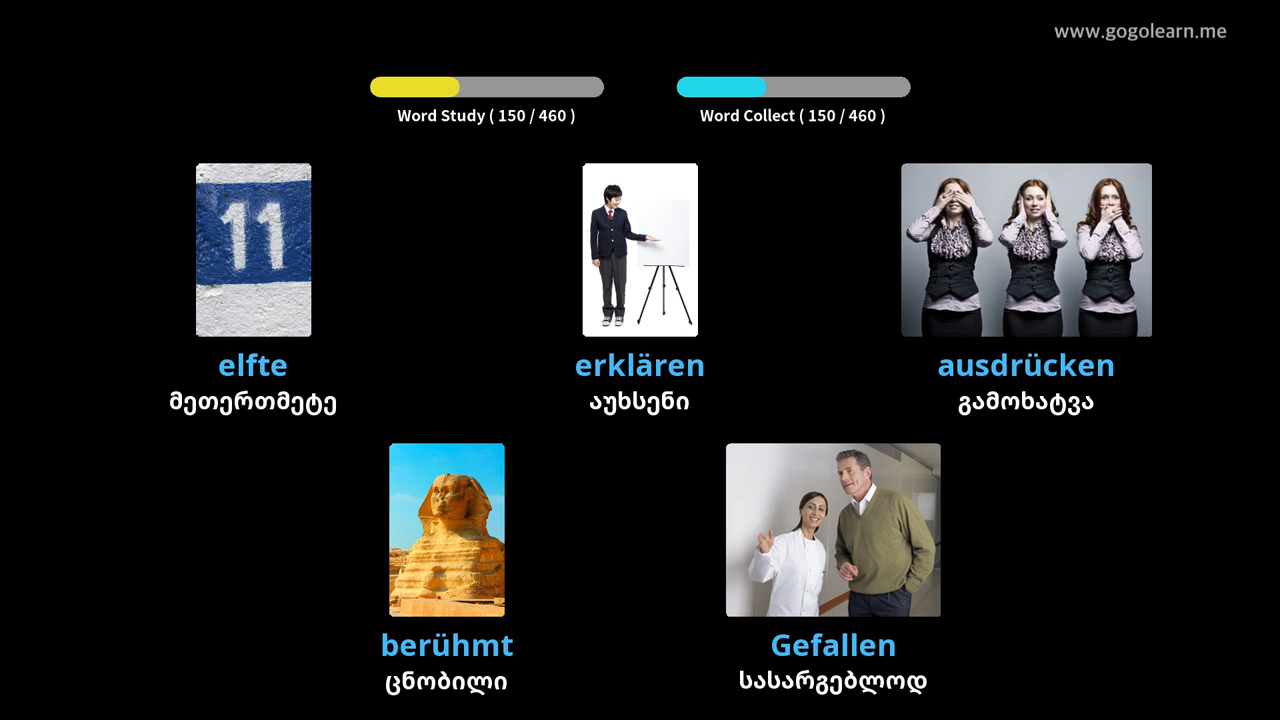 www.gogolearn.me
Word Study ( 150 / 460 )
Word Collect ( 150 / 460 )
11
elfte
მეთერთმეტე
erklären
აუხსენი
ausdrücken
გამოხატვა
berühmt
ცნობილი
Gefallen
სასარგებლოდ